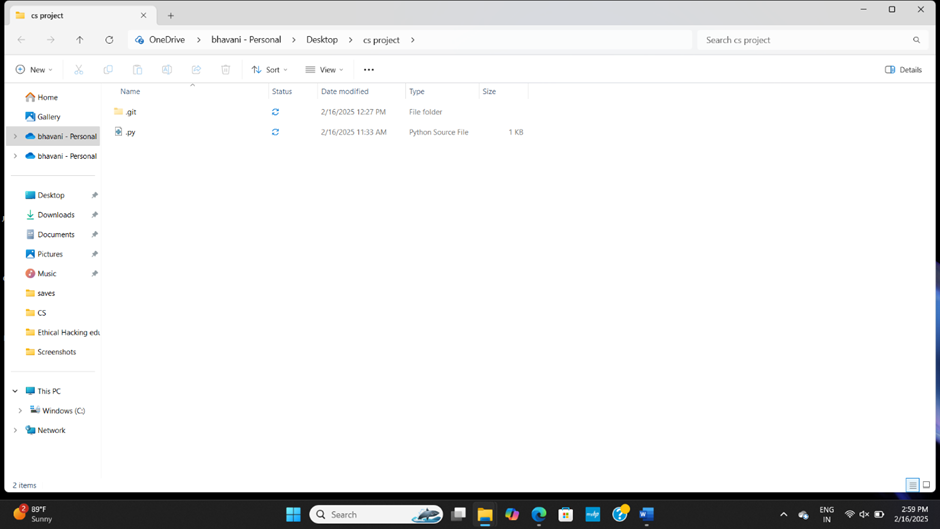 cs project
OneDrive > bhavani - Personal > Desktop > cs project >
Search cs project
New
Sort
View
Details
Name Status Date modified Type Size
.git 2/16/2025 12:27 PM File folder
.py 2/16/2025 11:33 AM Python Source File 1 KB
Home
Gallery
bhavani - Personal
bhavani - Personal
Desktop
Downloads
Documents
Pictures
Music
saves
CS
Ethical Hacking edu
Screenshots
This PC
Windows (C:)
Network
2 items
2
89°F
Sunny
Search
ENG
IN
2:59 PM
2/16/2025